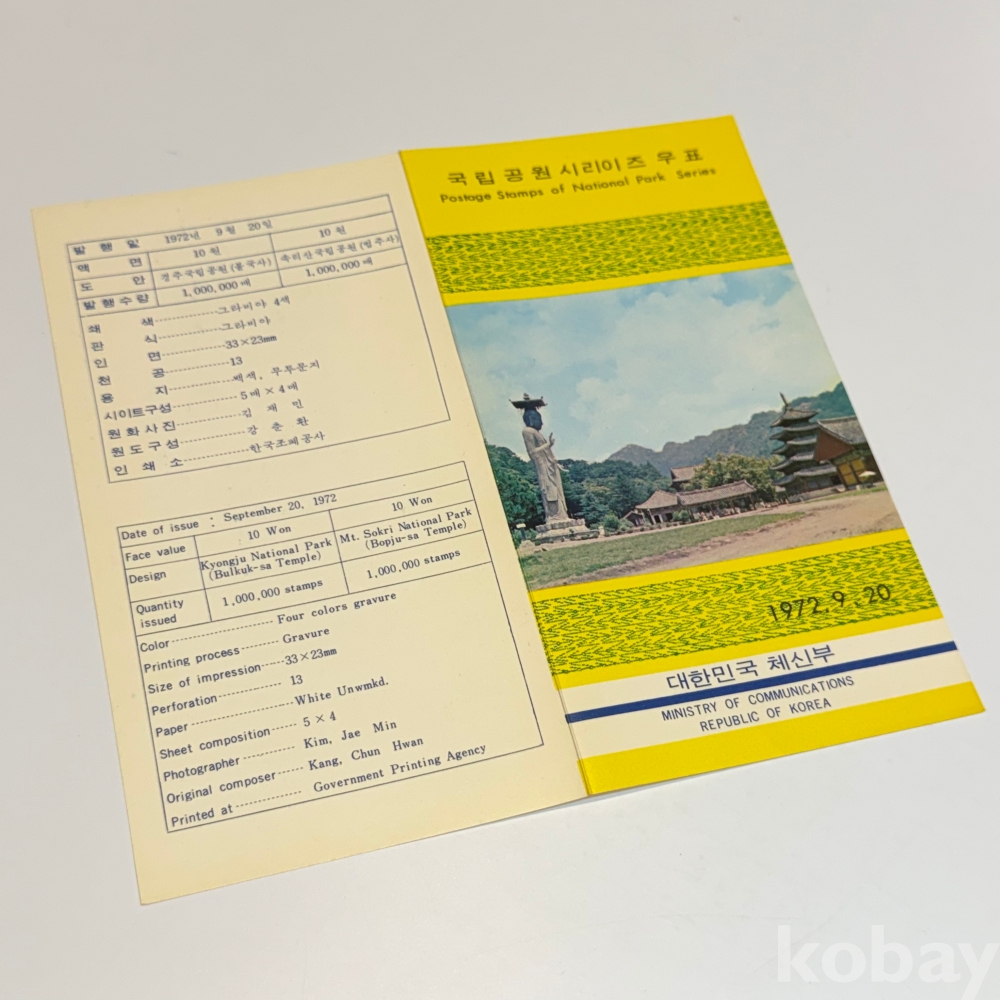 발 행 일 1972년 9월 20일
액 면 10 원 10 원
도 안 경주국립공원 (불국사) 속리산국립공원 (법주사)
발행수량 1,000,000 매 1,000,000 매
쇄 색 그라비아 4색
판 식 그라비아
인 면 33×23mm
천 공 13
용 지 백색, 무투문지
시이트구성 5매×4매
원화사진 김 재 민
원도구성 강 춘 환
인 쇄 소 한국조폐공사
Date of issue : September 20, 1972
Face value 10 Won 10 Won
Design Kyongju National Park Mt. Sokri National Park
(Bulkuk-sa Temple) (Bopju-sa Temple)
Quantity issued 1,000,000 stamps 1,000,000 stamps
Color Four colors gravure
Printing process Gravure
Size of impression 33×23mm
Perforation 13
Paper White Unwmkd.
Sheet composition 5×4
Photographer Kim, Jae Min
Original composer Kang, Chun Hwan
Printed at Government Printing Agency
국립공원 시리이즈 우표
Postage Stamps of National Park Series
1972.9.20
대한민국 체신부
MINISTRY OF COMMUNICATIONS
REPUBLIC OF KOREA
kobay